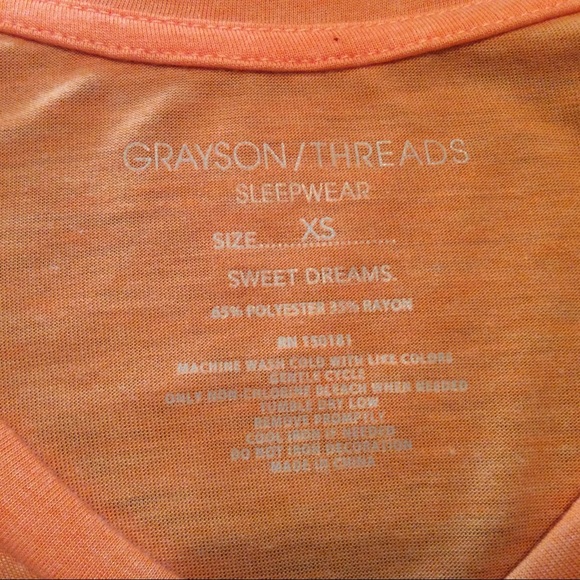 GRAYSON/THREADS
SLEEPWEAR
SIZE......XS............
SWEET DREAMS.
65% POLYESTER 35% RAYON
RN 150181
MACHINE WASH COLD WITH LIKE COLORS
GENTLE CYCLE
ONLY NON-CHLORINE BLEACH WHEN NEEDED
TUMBLE DRY LOW
REMOVE PROMPTLY
COOL IRON IF NEEDED
DO NOT IRON DECORATION
MADE IN CHINA